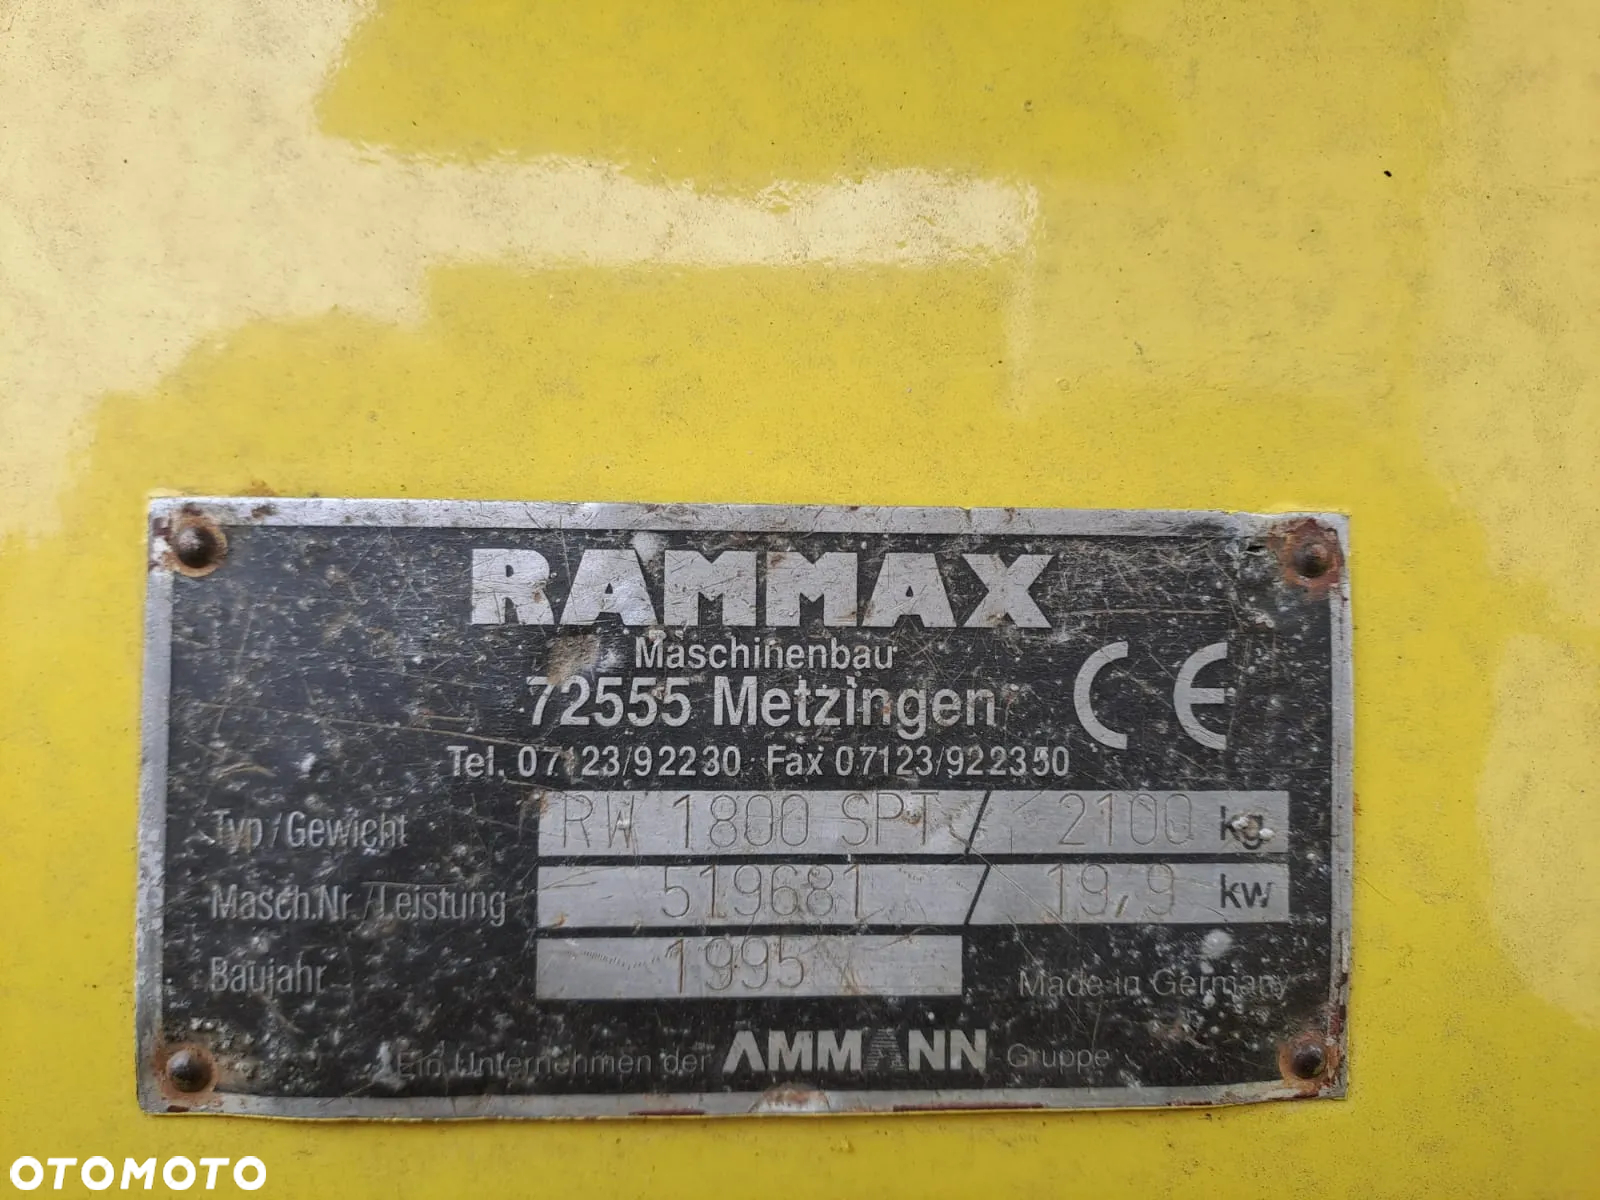 RAMMAX
Maschinenbau
72555 Metzingen
CE
Tel. 07123/92230 · Fax 07123/922350
Typ/Gewicht RW 1800 SPT / 2100 kg
Masch.Nr./Leistung 519681 / 19,9 kw
Baujahr 1995
Made in Germany
Ein Unternehmen der AMMANN Gruppe
OTOMOTO